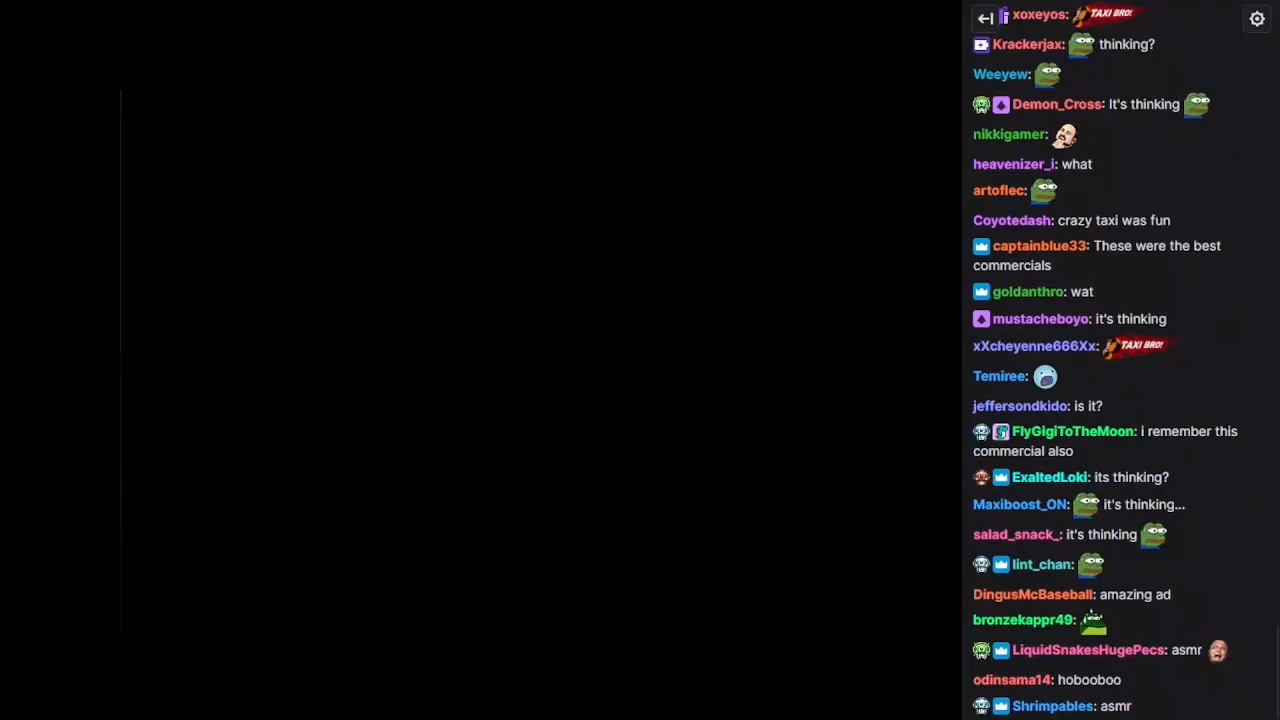 xoxeyos: TAXI BRO!
Krackerjax: thinking?
Weeyew:
Demon_Cross: It's thinking
nikkigamer:
heavenizer_i: what
artoflec:
Coyotedash: crazy taxi was fun
captainblue33: These were the best
commercials
goldanthro: wat
mustacheboyo: it's thinking
xXcheyenne666Xx: TAXI BRO!
Temiree:
jeffersondkido: is it?
FlyGigiToTheMoon: i remember this
commercial also
ExaltedLoki: its thinking?
Maxiboost_ON: it's thinking...
salad_snack_: it's thinking
lint_chan:
DingusMcBaseball: amazing ad
bronzekappr49:
LiquidSnakesHugePecs: asmr
odinsama14: hobooboo
Shrimpables: asmr